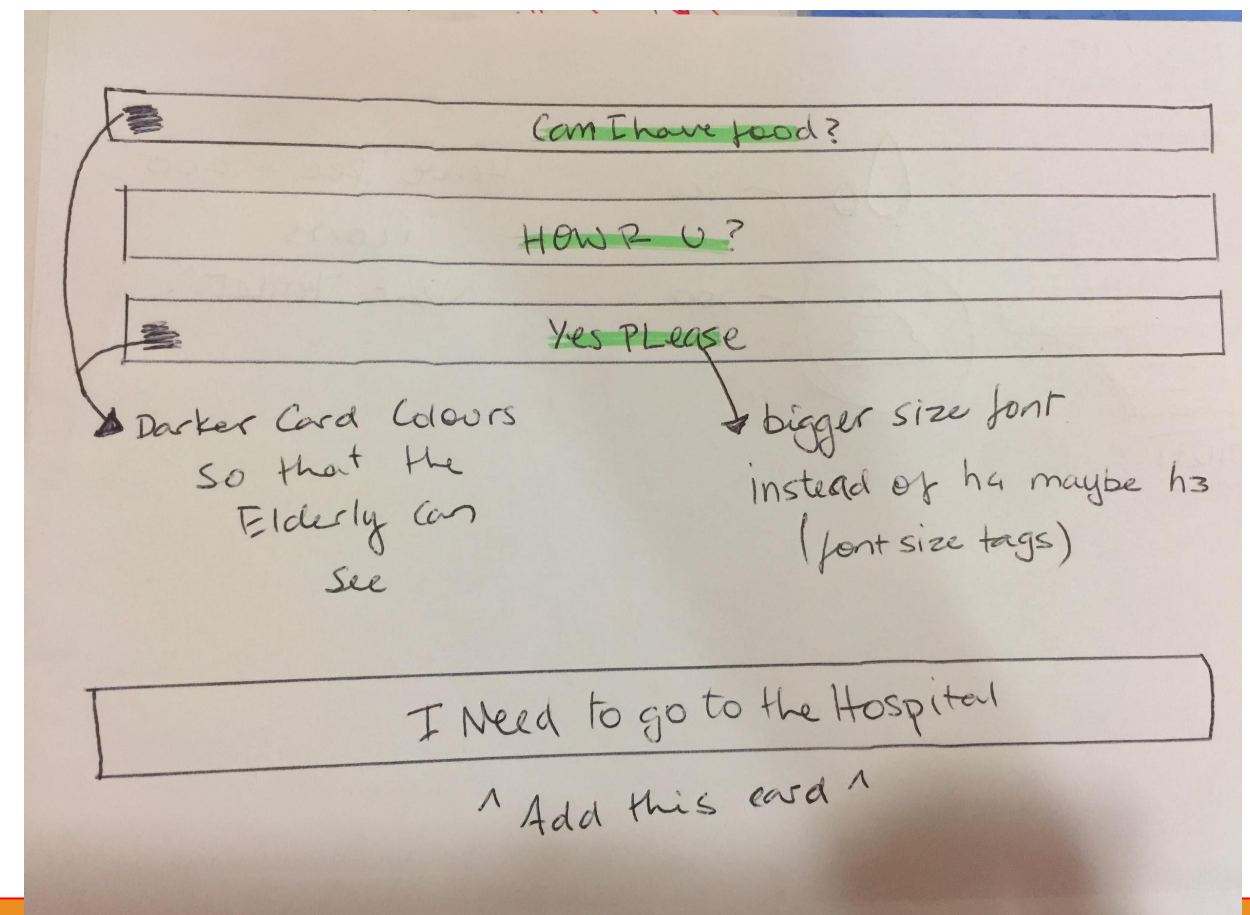 Can I have food?
HOW R U?
Yes PLease
Darker Card Colours
so that the
Elderly can
see
bigger size font
instead of h4 maybe h3
(font size tags)
I Need to go to the Hospital
^ Add this card ^